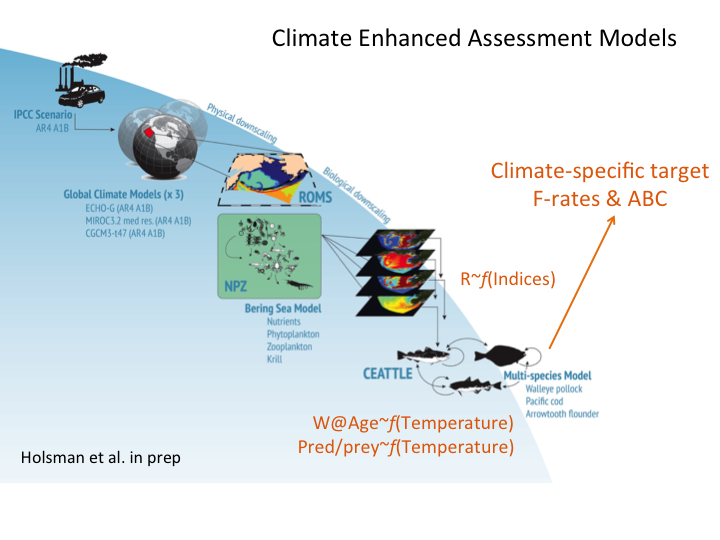 Climate Enhanced Assessment Models
IPCC Scenario
AR4 A1B
Physical downscaling
Global Climate Models (x 3)
ECHO-G (AR4 A1B)
MIROC3.2 med res. (AR4 A1B)
CGCM3-t47 (AR4 A1B)
ROMS
Biological downscaling
Climate-specific target
F-rates & ABC
NPZ
R~f(Indices)
Bering Sea Model
Nutrients
Phytoplankton
Zooplankton
Krill
CEATTLE
Multi-species Model
Walleye pollock
Pacific cod
Arrowtooth flounder
W@Age~f(Temperature)
Pred/prey~f(Temperature)
Holsman et al. in prep